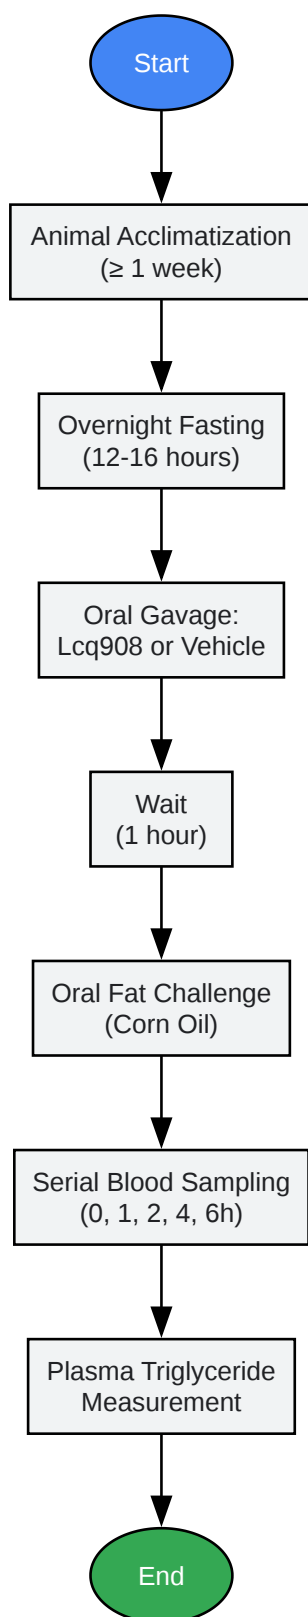 Start
Animal Acclimatization
(≥ 1 week)
Overnight Fasting
(12-16 hours)
Oral Gavage:
Lcq908 or Vehicle
Wait
(1 hour)
Oral Fat Challenge
(Corn Oil)
Serial Blood Sampling
(0, 1, 2, 4, 6h)
Plasma Triglyceride
Measurement
End